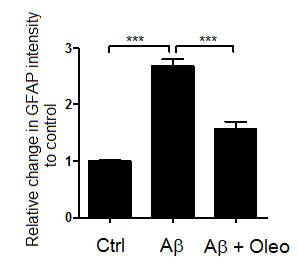 Relative change in GFAP intensity
to control
*** ***
3
2
1
0
Ctrl Aβ Aβ + Oleo